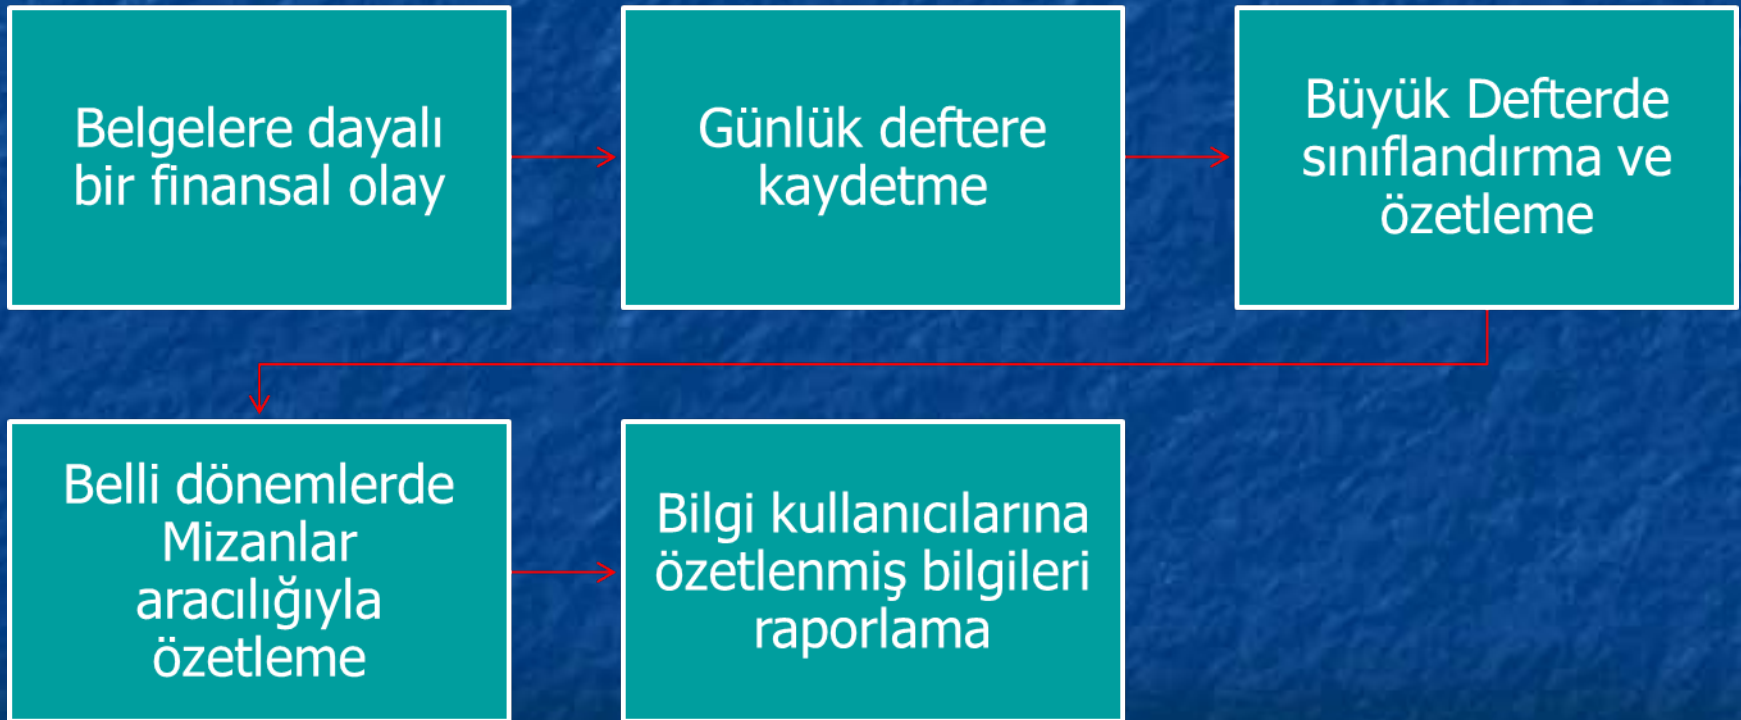 Belgelere dayalı
bir finansal olay
Günlük deftere
kaydetme
Büyük Defterde
sınıflandırma ve
özetleme
Belli dönemlerde
Mizanlar
aracılığıyla
özetleme
Bilgi kullanıcılarına
özetlenmiş bilgileri
raporlama